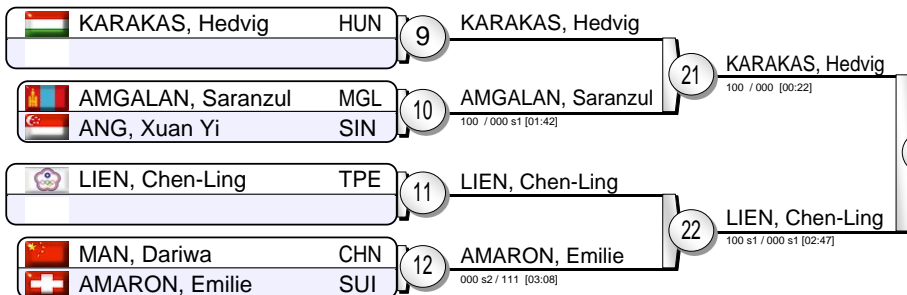 KARAKAS, Hedvig HUN
9
KARAKAS, Hedvig
AMGALAN, Saranzul MGL
ANG, Xuan Yi SIN
10
AMGALAN, Saranzul
100 / 000 s1 [01:42]
21
KARAKAS, Hedvig
100 / 000 [00:22]
LIEN, Chen-Ling TPE
11
LIEN, Chen-Ling
MAN, Dariwa CHN
AMARON, Emilie SUI
12
AMARON, Emilie
000 s2 / 111 [03:08]
22
LIEN, Chen-Ling
100 s1 / 000 s1 [02:47]